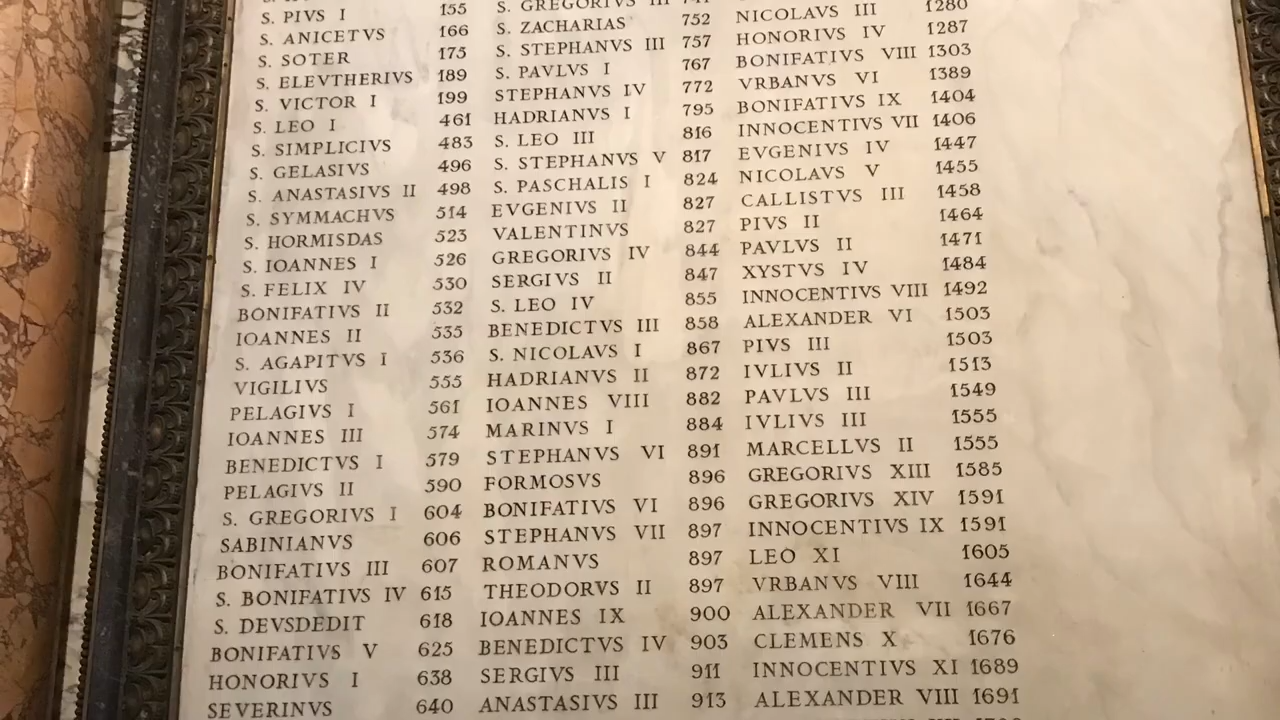 S. PIVS I 155
S. ANICETVS 166
S. SOTER 175
S. ELEVTHERIVS 189
S. VICTOR I 199
S. LEO I 461
S. SIMPLICIVS 483
S. GELASIVS 496
S. ANASTASIVS II 498
S. SYMMACHVS 514
S. HORMISDAS 523
S. IOANNES I 526
S. FELIX IV 530
BONIFATIVS II 532
IOANNES II 535
S. AGAPITVS I 536
VIGILIVS 555
PELAGIVS I 561
IOANNES III 574
BENEDICTVS I 579
PELAGIVS II 590
S. GREGORIVS I 604
SABINIANVS 606
BONIFATIVS III 607
S. BONIFATIVS IV 615
S. DEVSDEDIT 618
BONIFATIVS V 625
HONORIVS I 638
SEVERINVS 640
S. GREGORIVS III 741
S. ZACHARIAS 752
S. STEPHANVS III 757
S. PAVLVS I 767
STEPHANVS IV 772
HADRIANVS I 795
S. LEO III 816
S. STEPHANVS V 817
S. PASCHALIS I 824
EVGENIVS II 827
VALENTINVS 827
GREGORIVS IV 844
SERGIVS II 847
S. LEO IV 855
BENEDICTVS III 858
S. NICOLAVS I 867
HADRIANVS II 872
IOANNES VIII 882
MARINVS I 884
STEPHANVS VI 891
FORMOSVS 896
BONIFATIVS VI 896
STEPHANVS VII 897
ROMANVS 897
THEODORVS II 897
IOANNES IX 900
BENEDICTVS IV 903
SERGIVS III 911
ANASTASIVS III 913
NICOLAVS III 1280
HONORIVS IV 1287
BONIFATIVS VIII 1303
VRBANVS VI 1389
BONIFATIVS IX 1404
INNOCENTIVS VII 1406
EVGENIVS IV 1447
NICOLAVS V 1455
CALLISTVS III 1458
PIVS II 1464
PAVLVS II 1471
XYSTVS IV 1484
INNOCENTIVS VIII 1492
ALEXANDER VI 1503
PIVS III 1503
IVLIVS II 1513
PAVLVS III 1549
IVLIVS III 1555
MARCELLVS II 1555
GREGORIVS XIII 1585
GREGORIVS XIV 1591
INNOCENTIVS IX 1591
LEO XI 1605
VRBANVS VIII 1644
ALEXANDER VII 1667
CLEMENS X 1676
INNOCENTIVS XI 1689
ALEXANDER VIII 1691